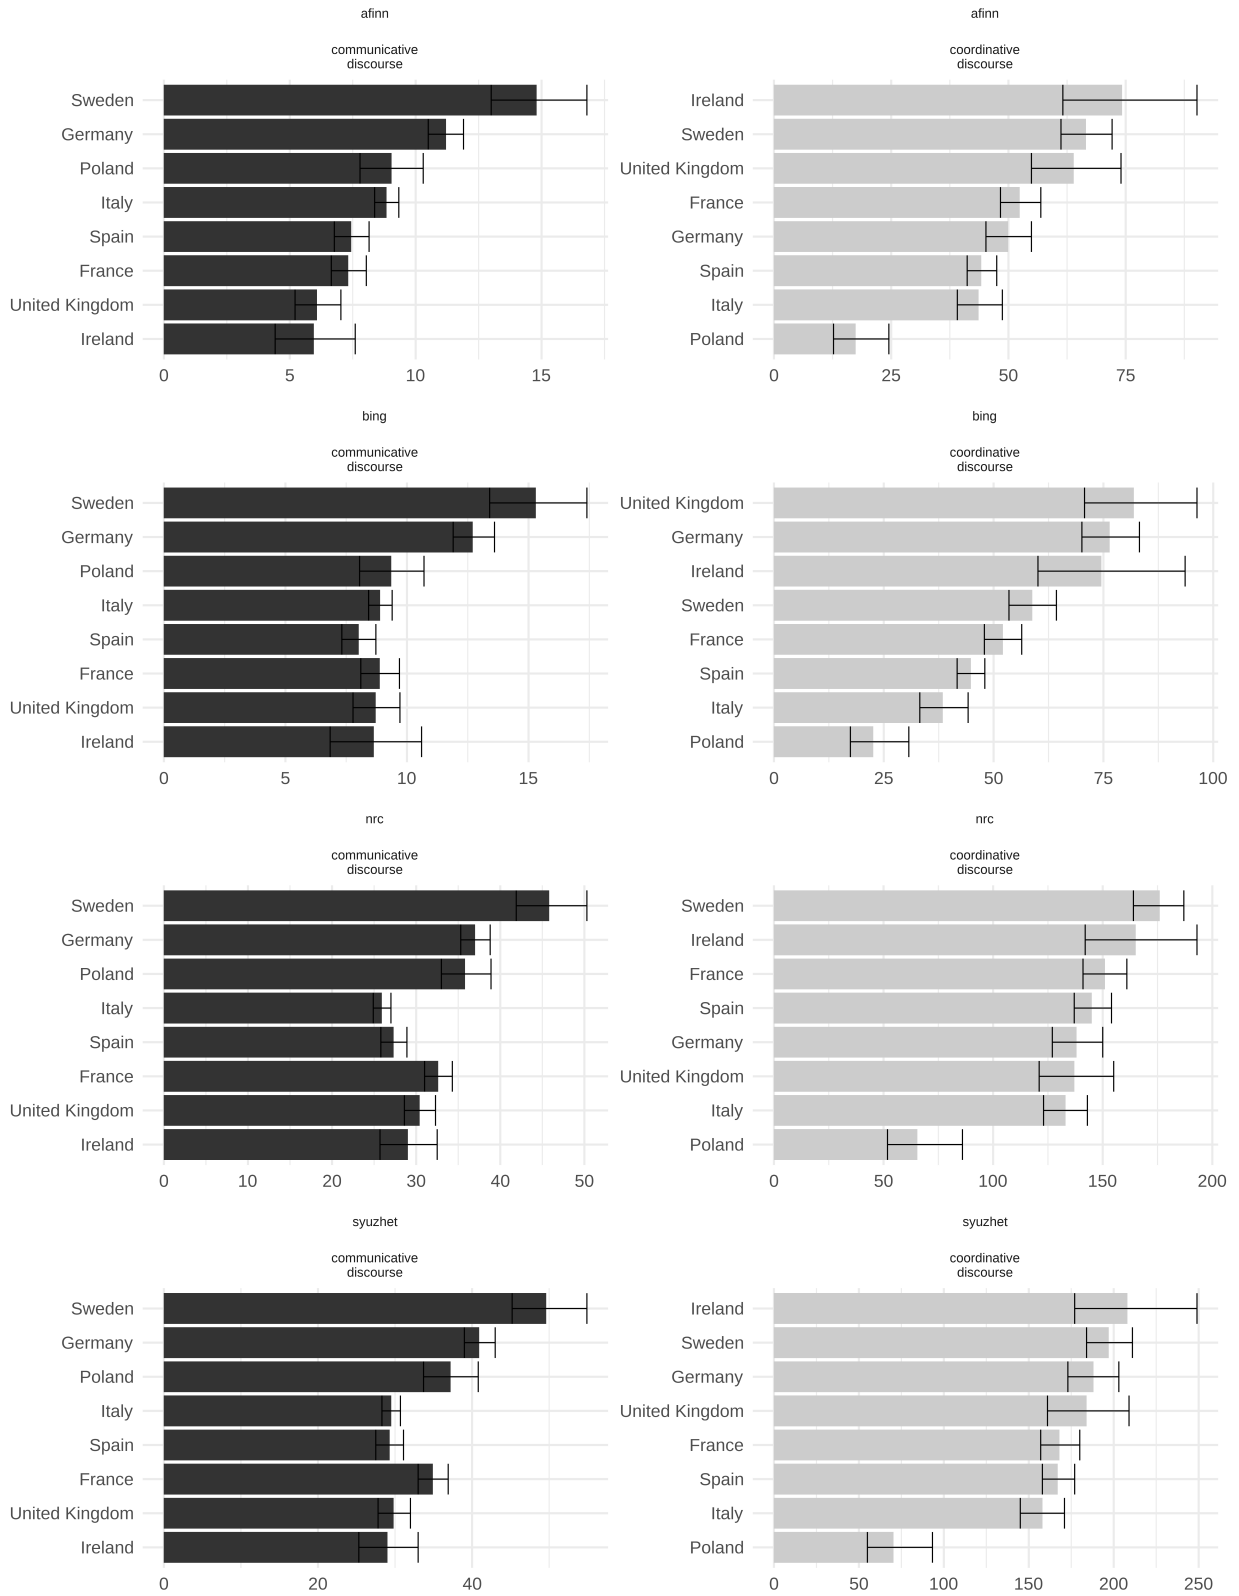 afinn
communicative
discourse
Sweden
Germany
Poland
Italy
Spain
France
United Kingdom
Ireland
0 5 10 15
afinn
coordinative
discourse
Ireland
Sweden
United Kingdom
France
Germany
Spain
Italy
Poland
0 25 50 75
bing
communicative
discourse
Sweden
Germany
Poland
Italy
Spain
France
United Kingdom
Ireland
0 5 10 15
bing
coordinative
discourse
United Kingdom
Germany
Ireland
Sweden
France
Spain
Italy
Poland
0 25 50 75 100
nrc
communicative
discourse
Sweden
Germany
Poland
Italy
Spain
France
United Kingdom
Ireland
0 10 20 30 40 50
nrc
coordinative
discourse
Sweden
Ireland
France
Spain
Germany
United Kingdom
Italy
Poland
0 50 100 150 200
syuzhet
communicative
discourse
Sweden
Germany
Poland
Italy
Spain
France
United Kingdom
Ireland
0 20 40
syuzhet
coordinative
discourse
Ireland
Sweden
Germany
United Kingdom
France
Spain
Italy
Poland
0 50 100 150 200 250